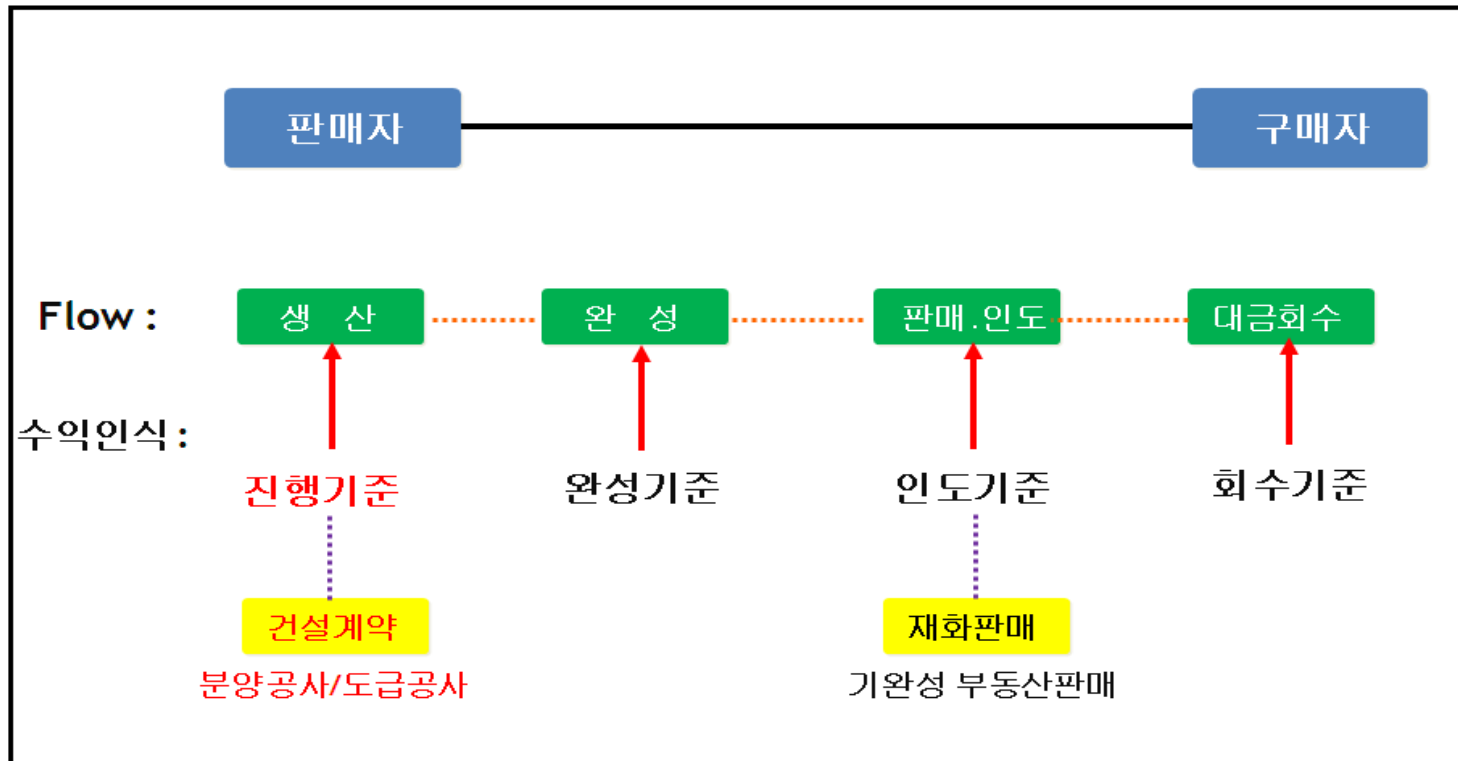 판매자 구매자
Flow : 생 산 완 성 판매.인도 대금회수
수익인식 :
진행기준 완성기준 인도기준 회수기준
건설계약 재화판매
분양공사/도급공사 기완성 부동산판매